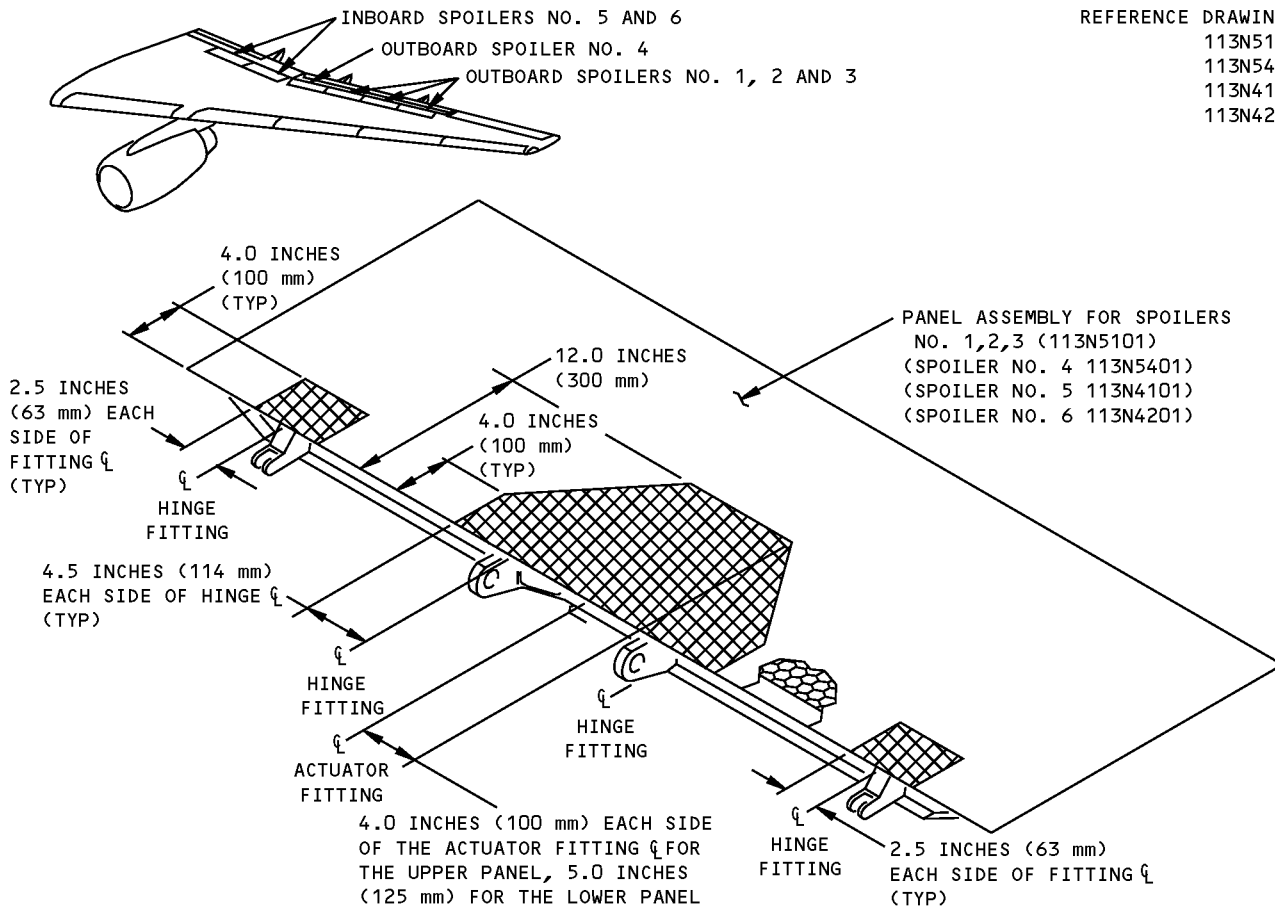 INBOARD SPOILERS NO. 5 AND 6
OUTBOARD SPOILER NO. 4
OUTBOARD SPOILERS NO. 1, 2 AND 3
REFERENCE DRAWIN
113N51
113N54
113N41
113N42
4.0 INCHES
(100 mm)
(TYP)
PANEL ASSEMBLY FOR SPOILERS
NO. 1,2,3 (113N5101)
(SPOILER NO. 4 113N5401)
(SPOILER NO. 5 113N4101)
(SPOILER NO. 6 113N4201)
12.0 INCHES
(300 mm)
4.0 INCHES
(100 mm)
(TYP)
2.5 INCHES
(63 mm) EACH
SIDE OF
FITTING ℄
(TYP)
℄
HINGE
FITTING
4.5 INCHES (114 mm)
EACH SIDE OF HINGE ℄
(TYP)
℄
HINGE
FITTING
℄
HINGE
FITTING
℄
ACTUATOR
FITTING
4.0 INCHES (100 mm) EACH SIDE
OF THE ACTUATOR FITTING ℄ FOR
THE UPPER PANEL, 5.0 INCHES
(125 mm) FOR THE LOWER PANEL
℄
HINGE
FITTING
2.5 INCHES (63 mm)
EACH SIDE OF FITTING ℄
(TYP)